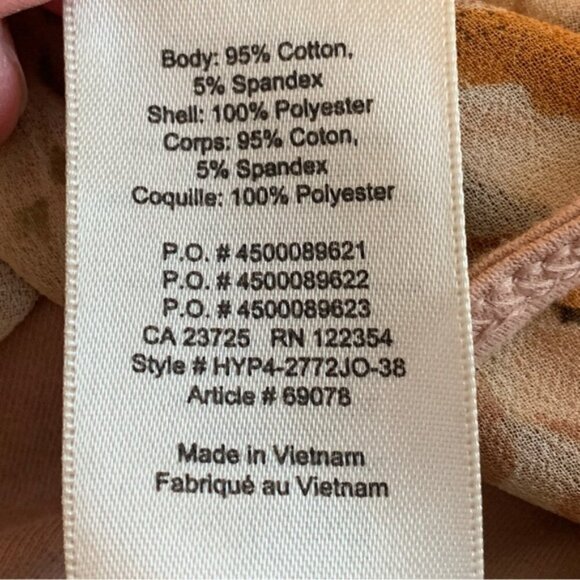 Body: 95% Cotton,
5% Spandex
Shell: 100% Polyester
Corps: 95% Coton,
5% Spandex
Coquille: 100% Polyester
P.O. # 4500089621
P.O. # 4500089622
P.O. # 4500089623
CA 23725 RN 122354
Style # HYP4-2772JO-38
Article # 69078
Made in Vietnam
Fabriqué au Vietnam